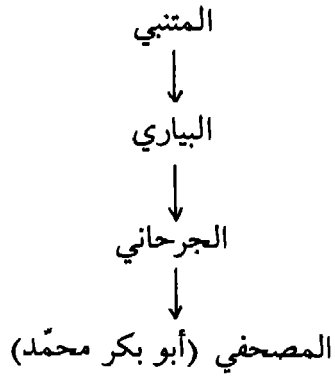 المتنبي
البياري
الجرحاني
المصحفي (أبو بكر محمّد)